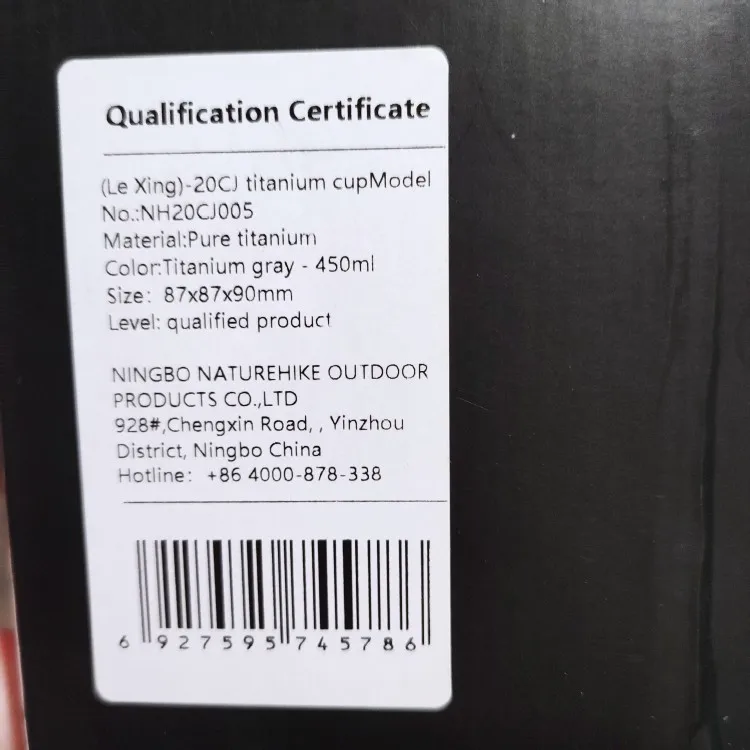 Qualification Certificate
(Le Xing)-20CJ titanium cupModel
No.:NH20CJ005
Material:Pure titanium
Color:Titanium gray - 450ml
Size: 87x87x90mm
Level: qualified product
NINGBO NATUREHIKE OUTDOOR
PRODUCTS CO.,LTD
928#,Chengxin Road, , Yinzhou
District, Ningbo China
Hotline: +86 4000-878-338
6 927595 745786